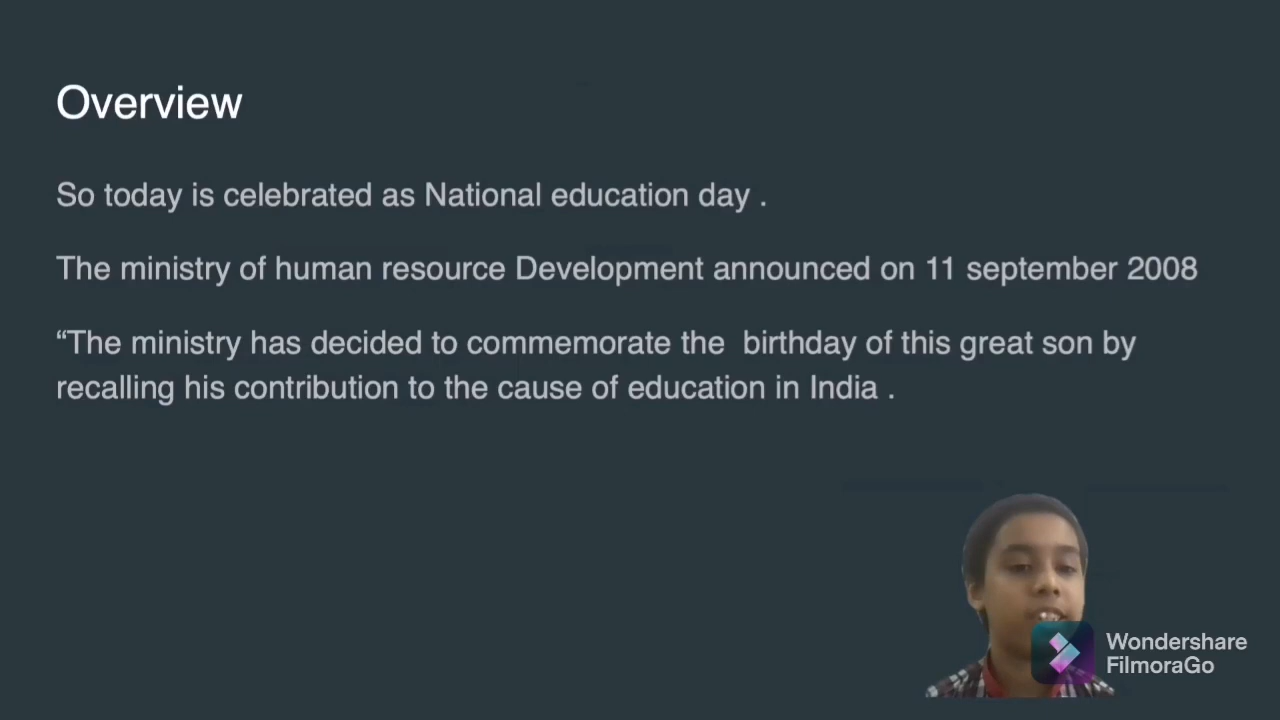 Overview
So today is celebrated as National education day .
The ministry of human resource Development announced on 11 september 2008
“The ministry has decided to commemorate the  birthday of this great son by
recalling his contribution to the cause of education in India .
Wondershare
FilmoraGo